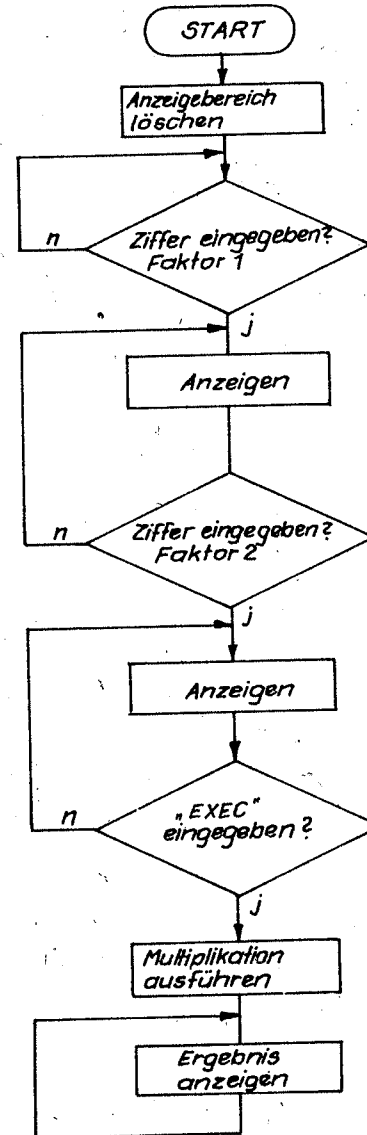 START
Anzeigebereich
löschen
n
Ziffer eingegeben?
Faktor 1
j
Anzeigen
n
Ziffer eingegeben?
Faktor 2
j
Anzeigen
n
„EXEC"
eingegeben?
j
Multiplikation
ausführen
Ergebnis
anzeigen